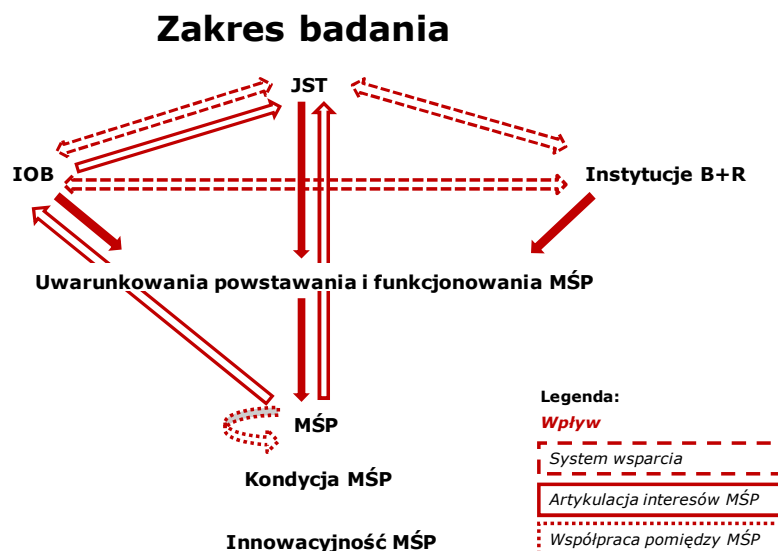 Zakres badania
JST
IOB
Instytucje B+R
Uwarunkowania powstawania i funkcjonowania MŚP
MŚP
Kondycja MŚP
Innowacyjność MŚP
Legenda:
Wpływ
System wsparcia
Artykulacja interesów MŚP
Współpraca pomiędzy MŚP